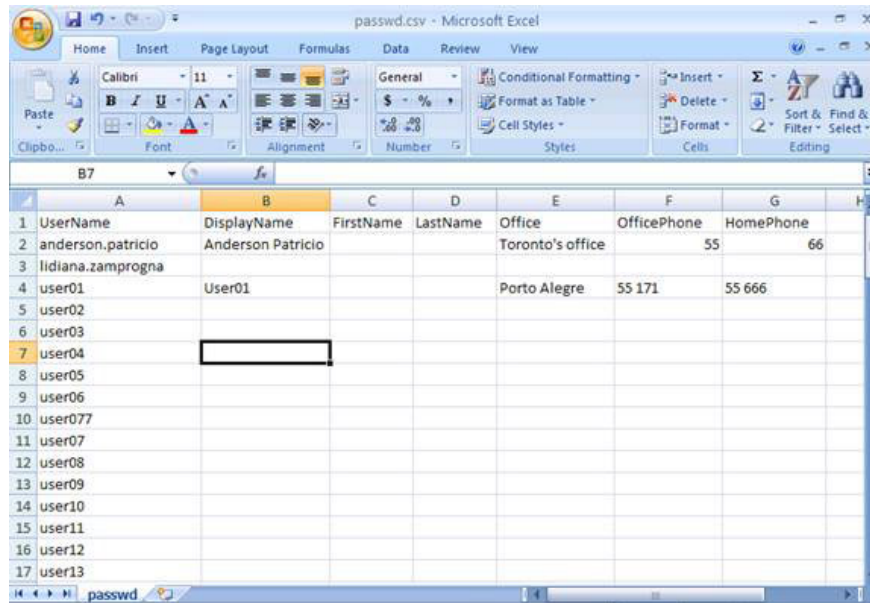 passwd.csv - Microsoft Excel
Home Insert Page Layout Formulas Data Review View
Paste
Calibri 11
B I U A A A
General
$ % ,
Conditional Formatting
Format as Table
Cell Styles
Insert
Delete
Format
Σ
Sort & Filter
Find & Select
Clipbo... Font Alignment Number Styles Cells Editing
B7 fx
A B C D E F G H
1 UserName DisplayName FirstName LastName Office OfficePhone HomePhone
2 anderson.patricio Anderson Patricio Toronto's office 55 66
3 lidiana.zamprogna
4 user01 User01 Porto Alegre 55 171 55 666
5 user02
6 user03
7 user04
8 user05
9 user06
10 user077
11 user07
12 user08
13 user09
14 user10
15 user11
16 user12
17 user13
passwd